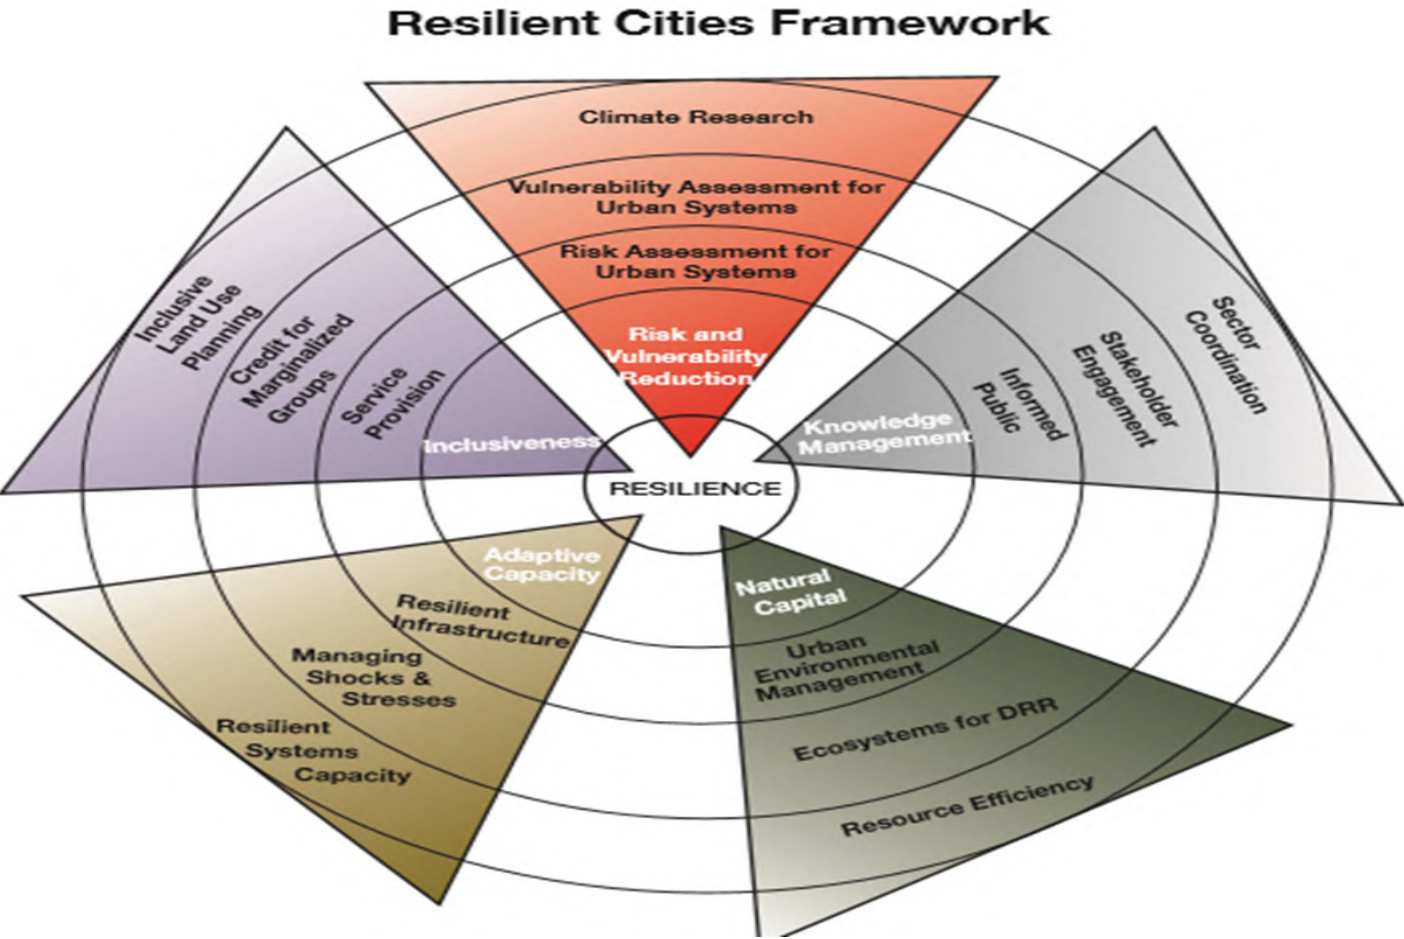 Resilient Cities Framework
Climate Research
Vulnerability Assessment for
Urban Systems
Risk Assessment for
Urban Systems
Risk and
Vulnerability
Reduction
Inclusive
Land Use
Planning
Credit for
Marginalized
Groups
Service
Provision
Inclusiveness
Knowledge
Management
Informed
Public
Stakeholder
Engagement
Sector
Coordination
RESILIENCE
Adaptive
Capacity
Resilient
Infrastructure
Managing
Shocks &
Stresses
Resilient
Systems
Capacity
Natural
Capital
Urban
Environmental
Management
Ecosystems for DRR
Resource Efficiency